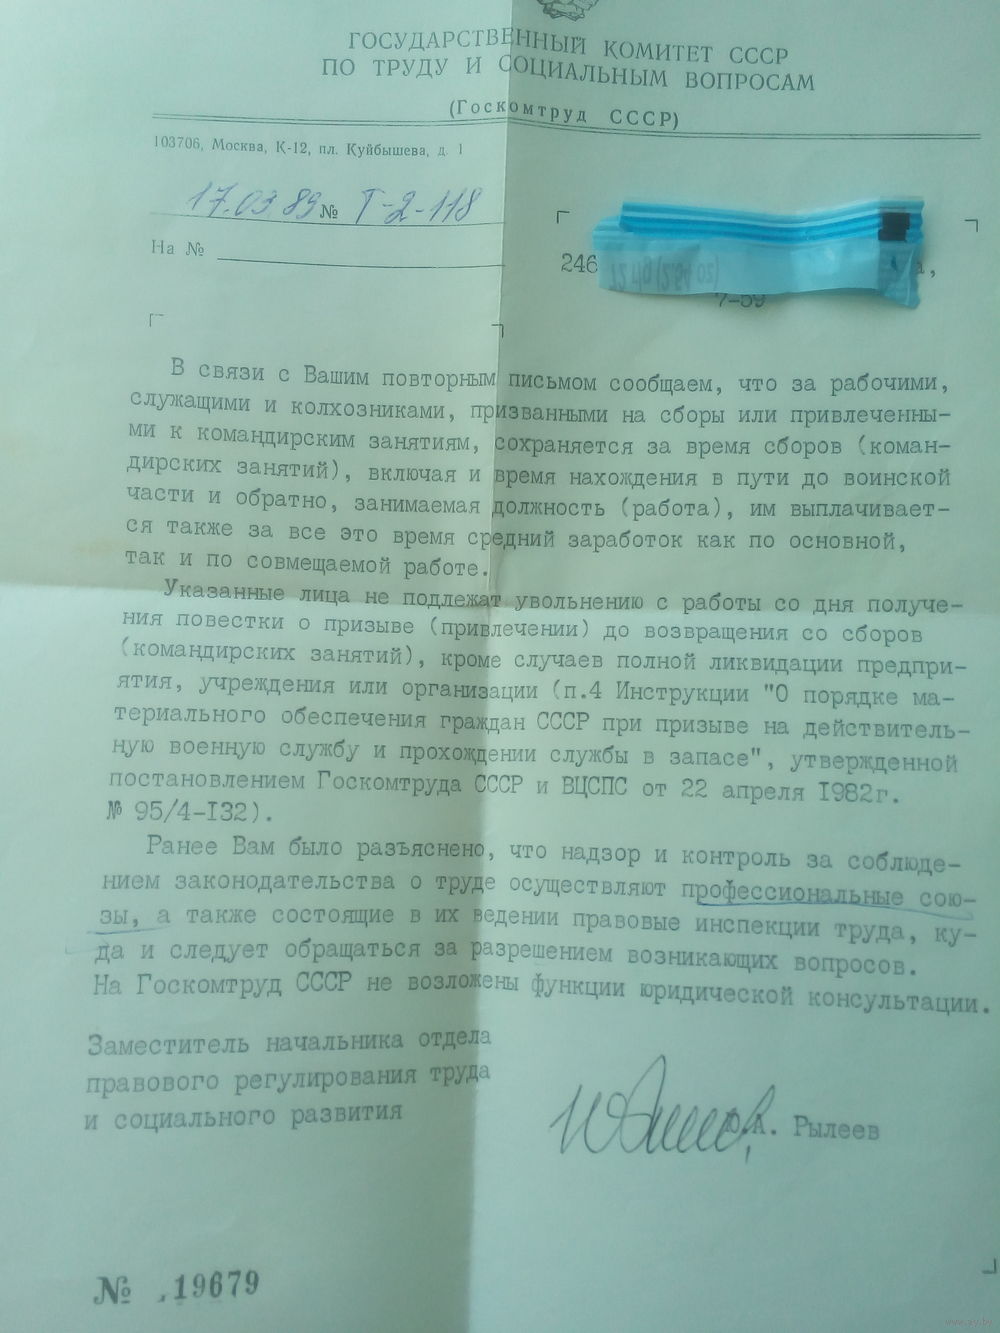 ГОСУДАРСТВЕННЫЙ КОМИТЕТ СССР
ПО ТРУДУ И СОЦИАЛЬНЫМ ВОПРОСАМ
(Госкомтруд СССР)
103706, Москва, К-12, пл. Куйбышева, д. 1
17.03 89 № Т-2-118
На №
246
а,
7-59
В связи с Вашим повторным письмом сообщаем, что за рабочими,
служащими и колхозниками, призванными на сборы или привлеченны-
ми к командирским занятиям, сохраняется за время сборов (коман-
дирских занятий), включая и время нахождения в пути до воинской
части и обратно, занимаемая должность (работа), им выплачивает-
ся также за все это время средний заработок как по основной,
так и по совмещаемой работе.
Указанные лица не подлежат увольнению с работы со дня получе-
ния повестки о призыве (привлечении) до возвращения со сборов
(командирских занятий), кроме случаев полной ликвидации предпри-
ятия, учреждения или организации (п.4 Инструкции "О порядке ма-
териального обеспечения граждан СССР при призыве на действитель-
ную военную службу и прохождении службы в запасе", утвержденной
постановлением Госкомтруда СССР и ВЦСПС от 22 апреля I982г.
№ 95/4-I32).
Ранее Вам было разъяснено, что надзор и контроль за соблюде-
нием законодательства о труде осуществляют профессиональные сою-
зы, а также состоящие в их ведении правовые инспекции труда, ку-
да и следует обращаться за разрешением возникающих вопросов.
На Госкомтруд СССР не возложены функции юридической консультации.
Заместитель начальника отдела
правового регулирования труда
и социального развития
Ю.А. Рылеев
№ 19679
www.ay.by